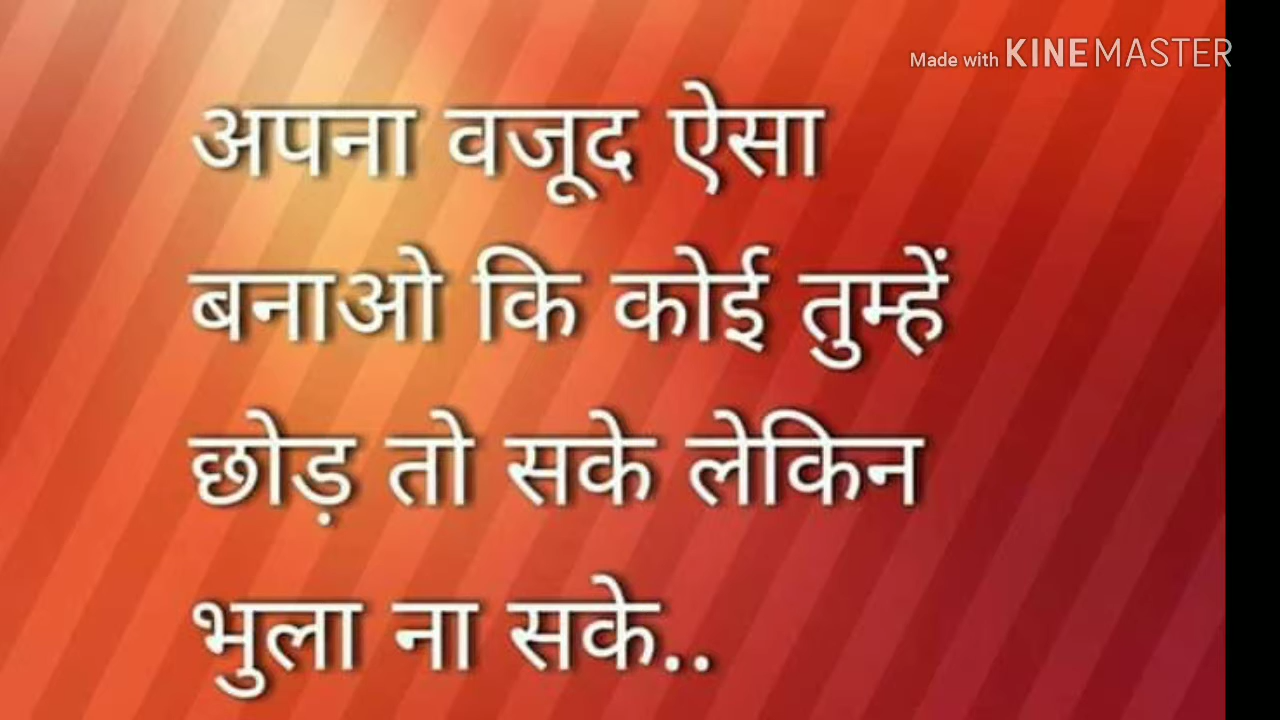 Made with KINEMASTER
अपना वजूद ऐसा
बनाओ कि कोई तुम्हें
छोड़ तो सके लेकिन
भुला ना सके..